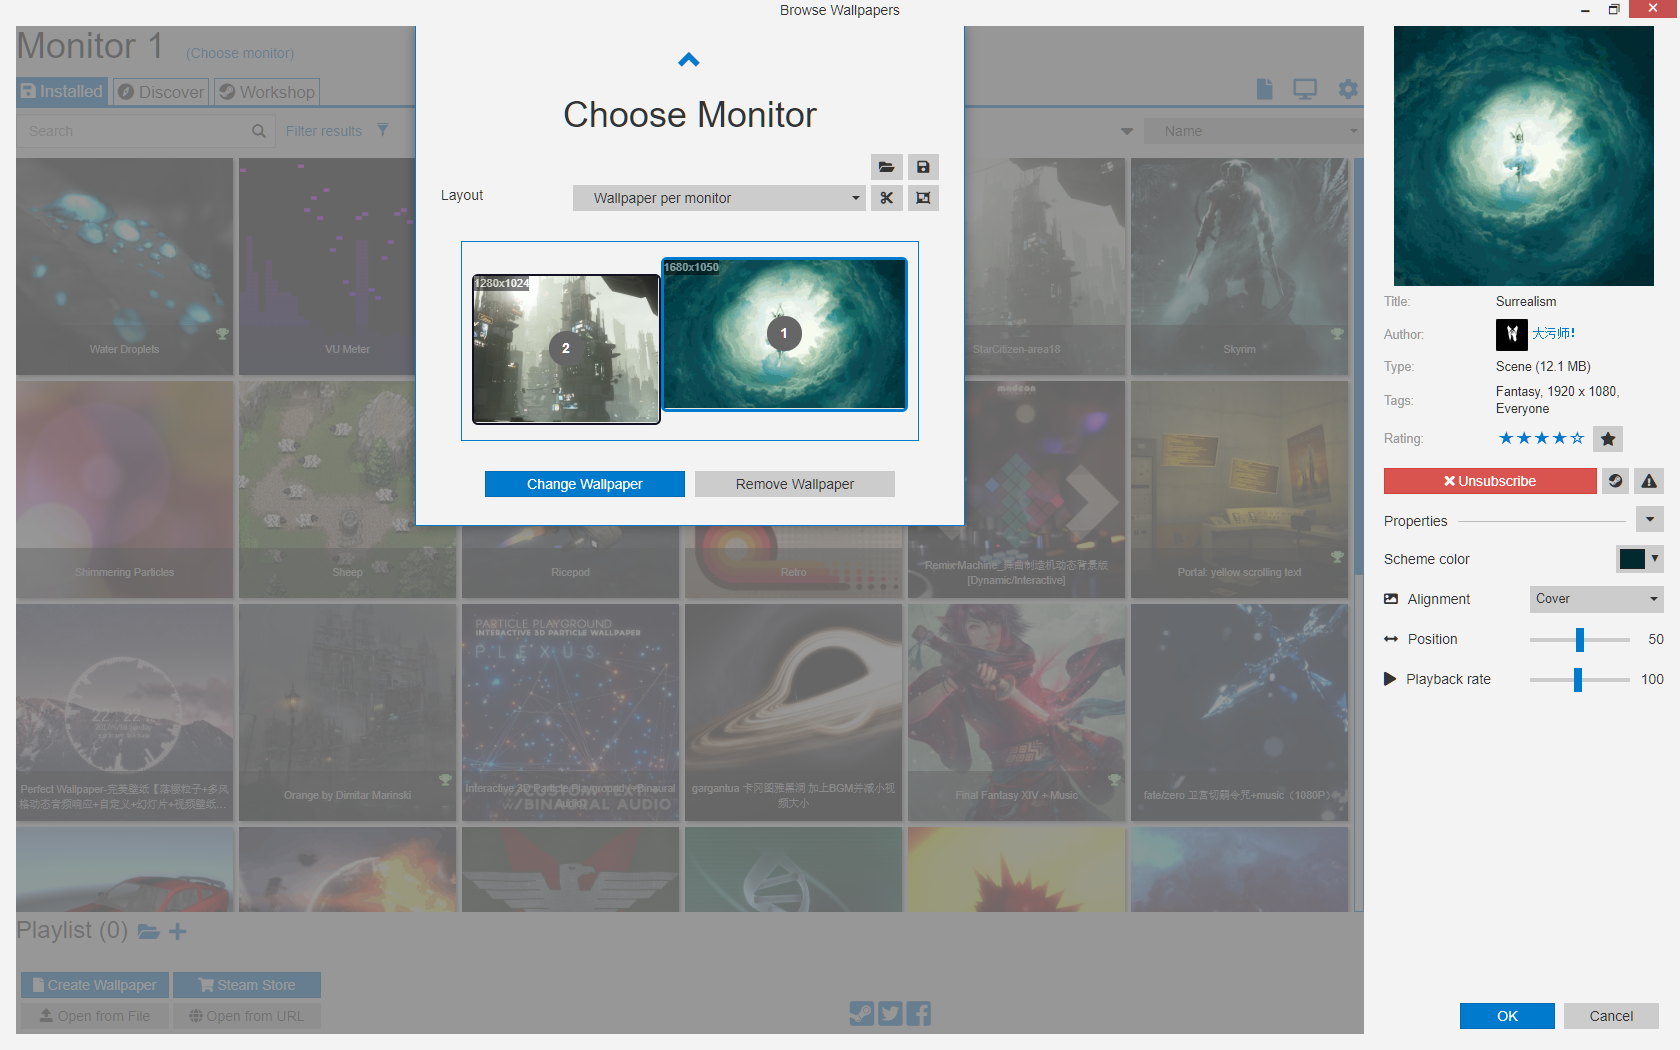 Browse Wallpapers
Monitor 1 (Choose monitor)
Installed
Discover
Workshop
Search
Filter results
Name
Choose Monitor
Layout
Wallpaper per monitor
1280x1024
2
1680x1050
1
Change Wallpaper
Remove Wallpaper
Water Droplets
VU Meter
StarCitizen-area18
Skyrim
Shimmering Particles
Sheep
Ricepod
Retro
Remix Machine_舞曲制造机动态背景版
[Dynamic/Interactive]
Portal: yellow scrolling text
PARTICLE PLAYGROUND
INTERACTIVE 3D PARTICLE WALLPAPER
PLEXUS
Perfect Wallpaper-完美壁纸【落樱粒子+多风
格动态音频响应+自定义+幻灯片+视频壁纸...
Orange by Dimitar Marinski
Interactive 3D Particle Playground (+Binaural
Audio)
BINAURAL AUDIO
gargantua 卡冈图雅黑洞 加上BGM并减小视
频大小
Final Fantasy XIV + Music
fate/zero 卫宫切嗣令咒+music（1080P）
Playlist (0)
Create Wallpaper
Steam Store
Open from File
Open from URL
Title:
Surrealism
Author:
大污师!
Type:
Scene (12.1 MB)
Tags:
Fantasy, 1920 x 1080,
Everyone
Rating:
Unsubscribe
Properties
Scheme color
Alignment
Cover
Position
50
Playback rate
100
OK
Cancel